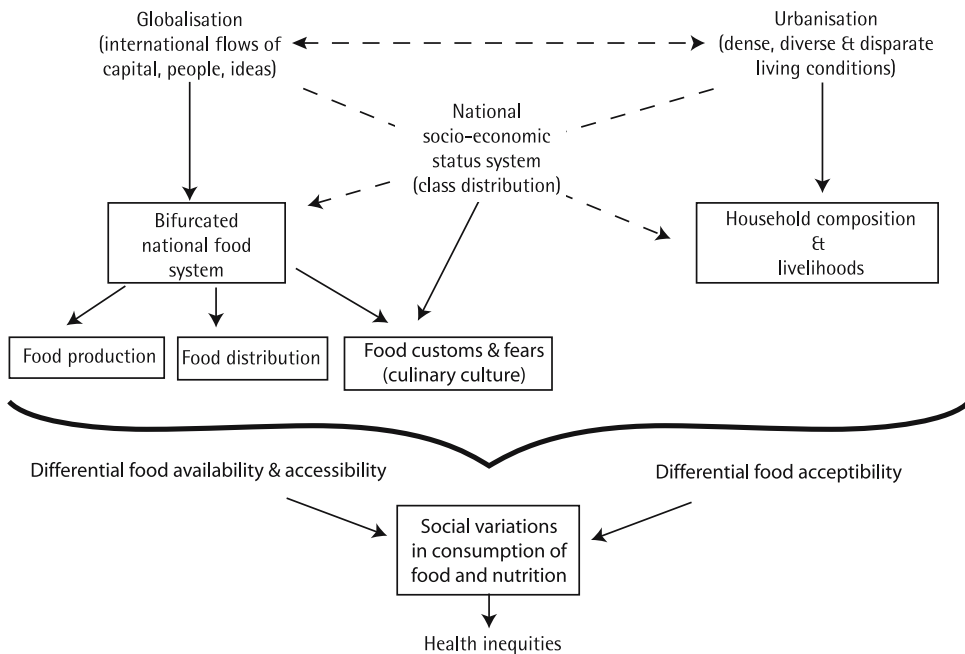 Globalisation
(international flows of
capital, people, ideas)
Urbanisation
(dense, diverse & disparate
living conditions)
National
socio-economic
status system
(class distribution)
Bifurcated
national food
system
Household composition
&
livelihoods
Food production
Food distribution
Food customs & fears
(culinary culture)
Differential food availability & accessibility
Differential food acceptibility
Social variations
in consumption of
food and nutrition
Health inequities